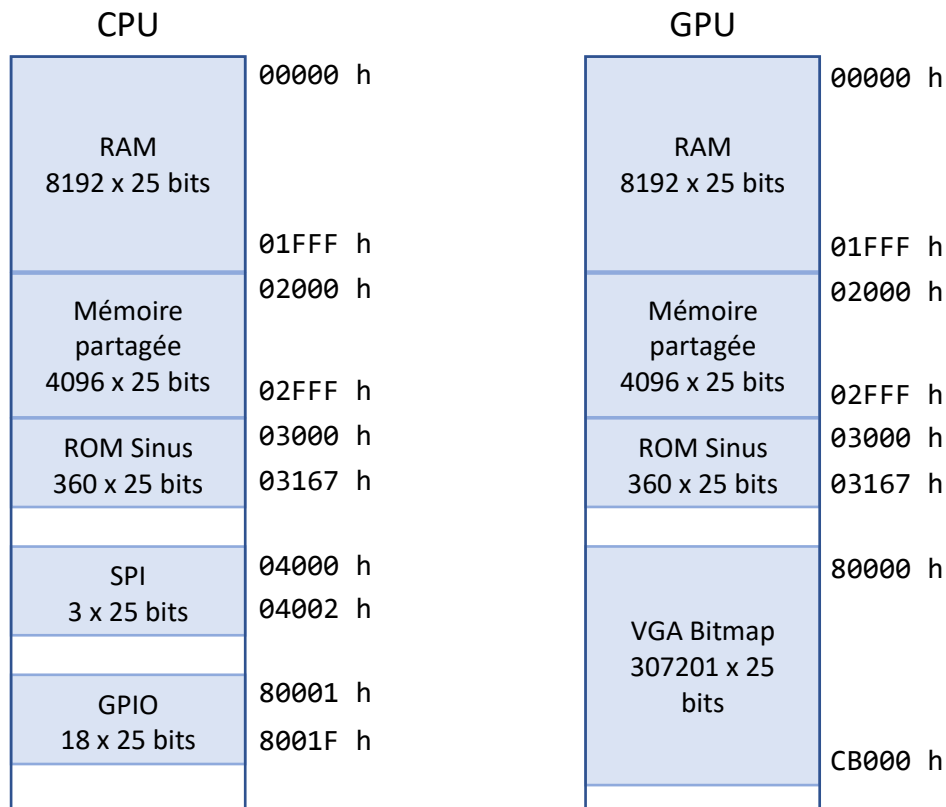 CPU
00000 h
RAM
8192 x 25 bits
01FFF h
02000 h
Mémoire
partagée
4096 x 25 bits
02FFF h
03000 h
ROM Sinus
360 x 25 bits
03167 h
04000 h
SPI
3 x 25 bits
04002 h
80001 h
GPIO
18 x 25 bits
8001F h
GPU
00000 h
RAM
8192 x 25 bits
01FFF h
02000 h
Mémoire
partagée
4096 x 25 bits
02FFF h
03000 h
ROM Sinus
360 x 25 bits
03167 h
80000 h
VGA Bitmap
307201 x 25
bits
CB000 h